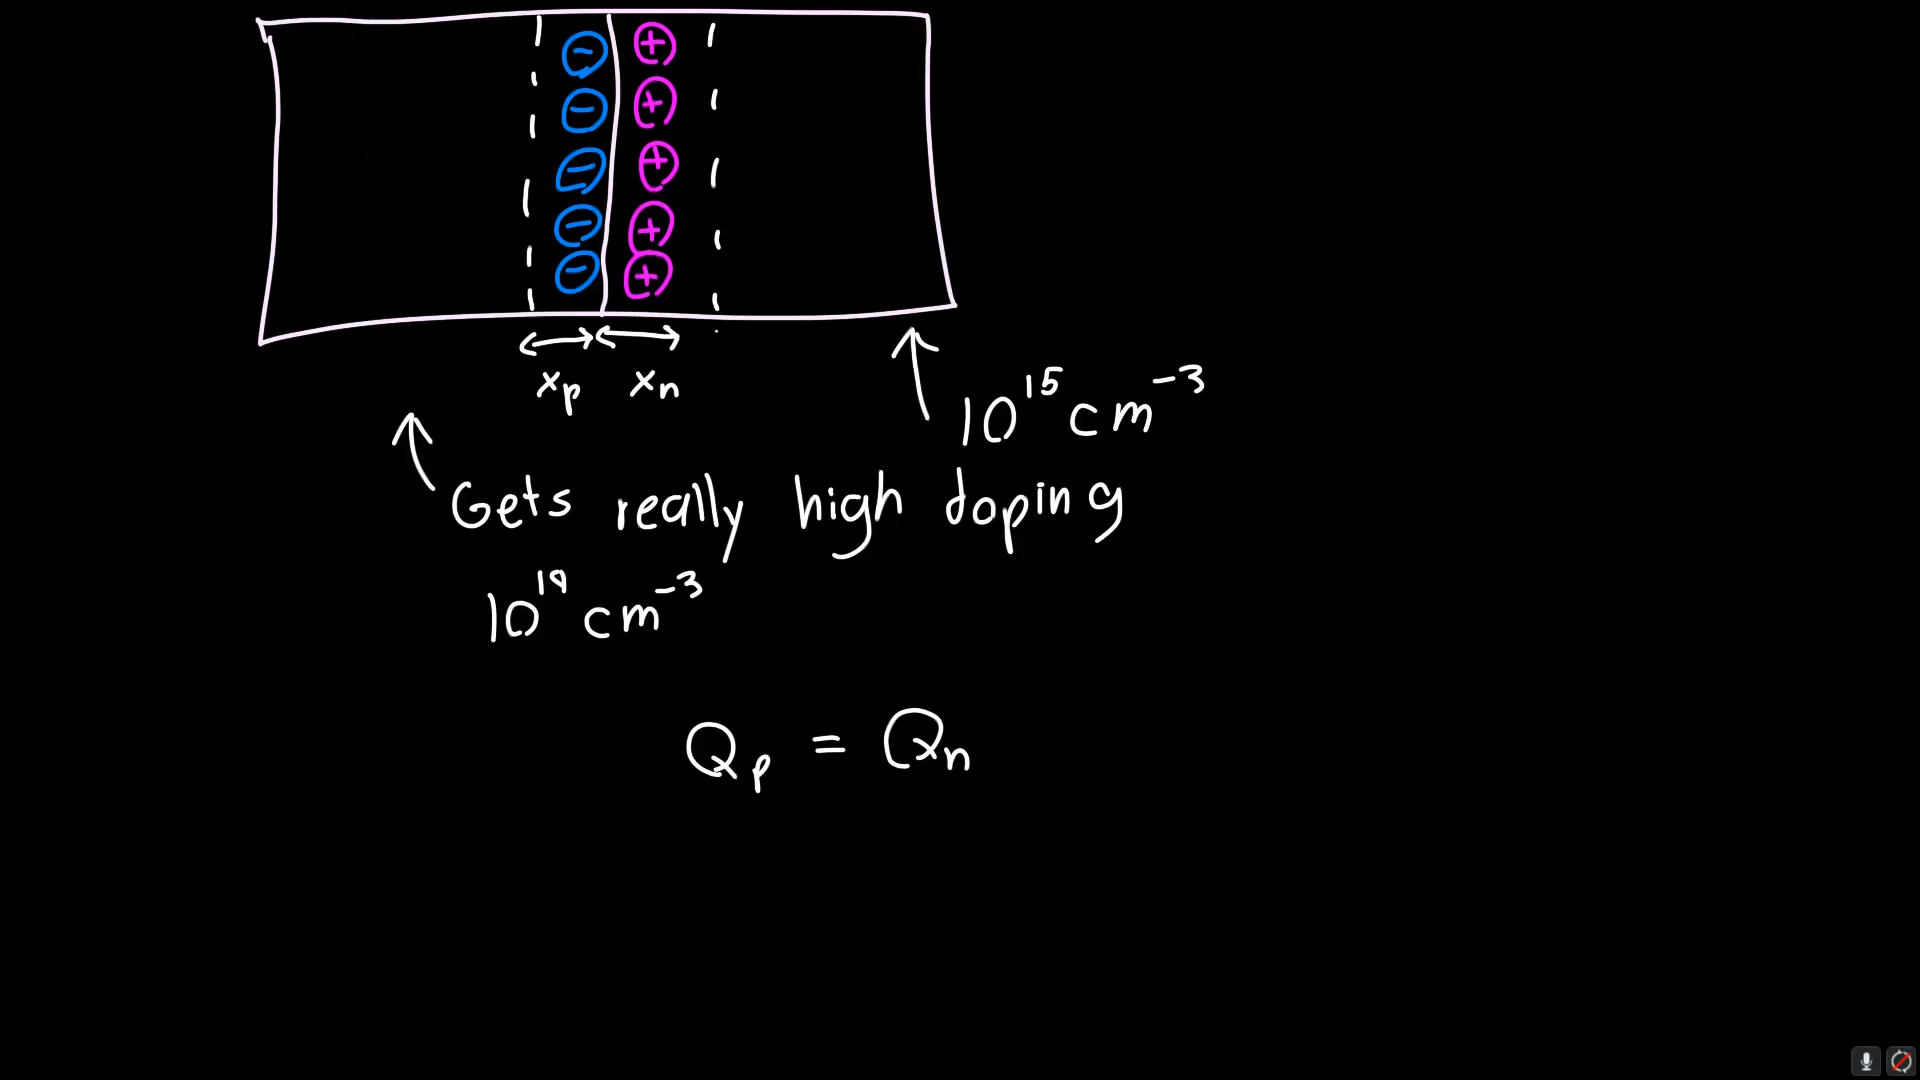 - +
- +
- +
- +
- +
xp xn
10^15 cm^-3
Gets really high doping
10^19 cm^-3
Qp = Qn